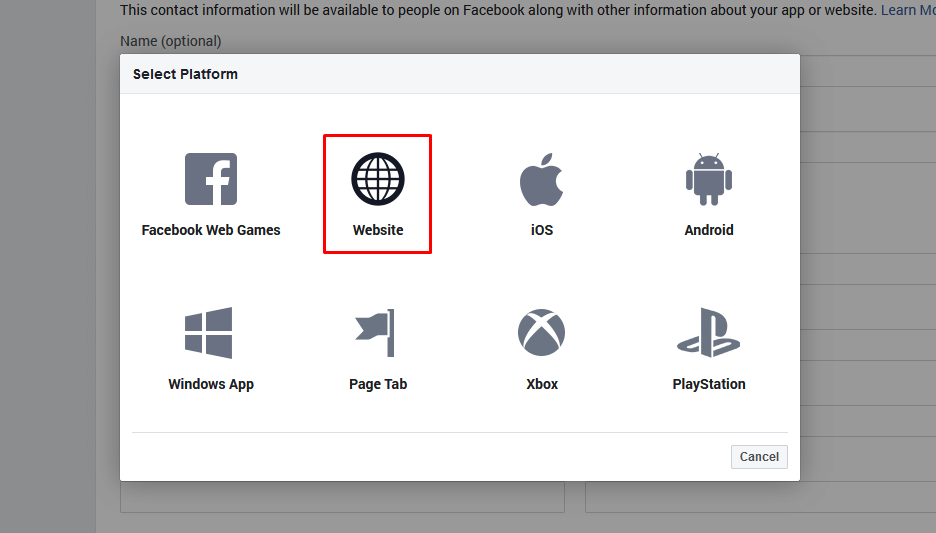 This contact information will be available to people on Facebook along with other information about your app or website. Learn Mo
Name (optional)
Select Platform
Facebook Web Games
Website
iOS
Android
Windows App
Page Tab
Xbox
PlayStation
Cancel